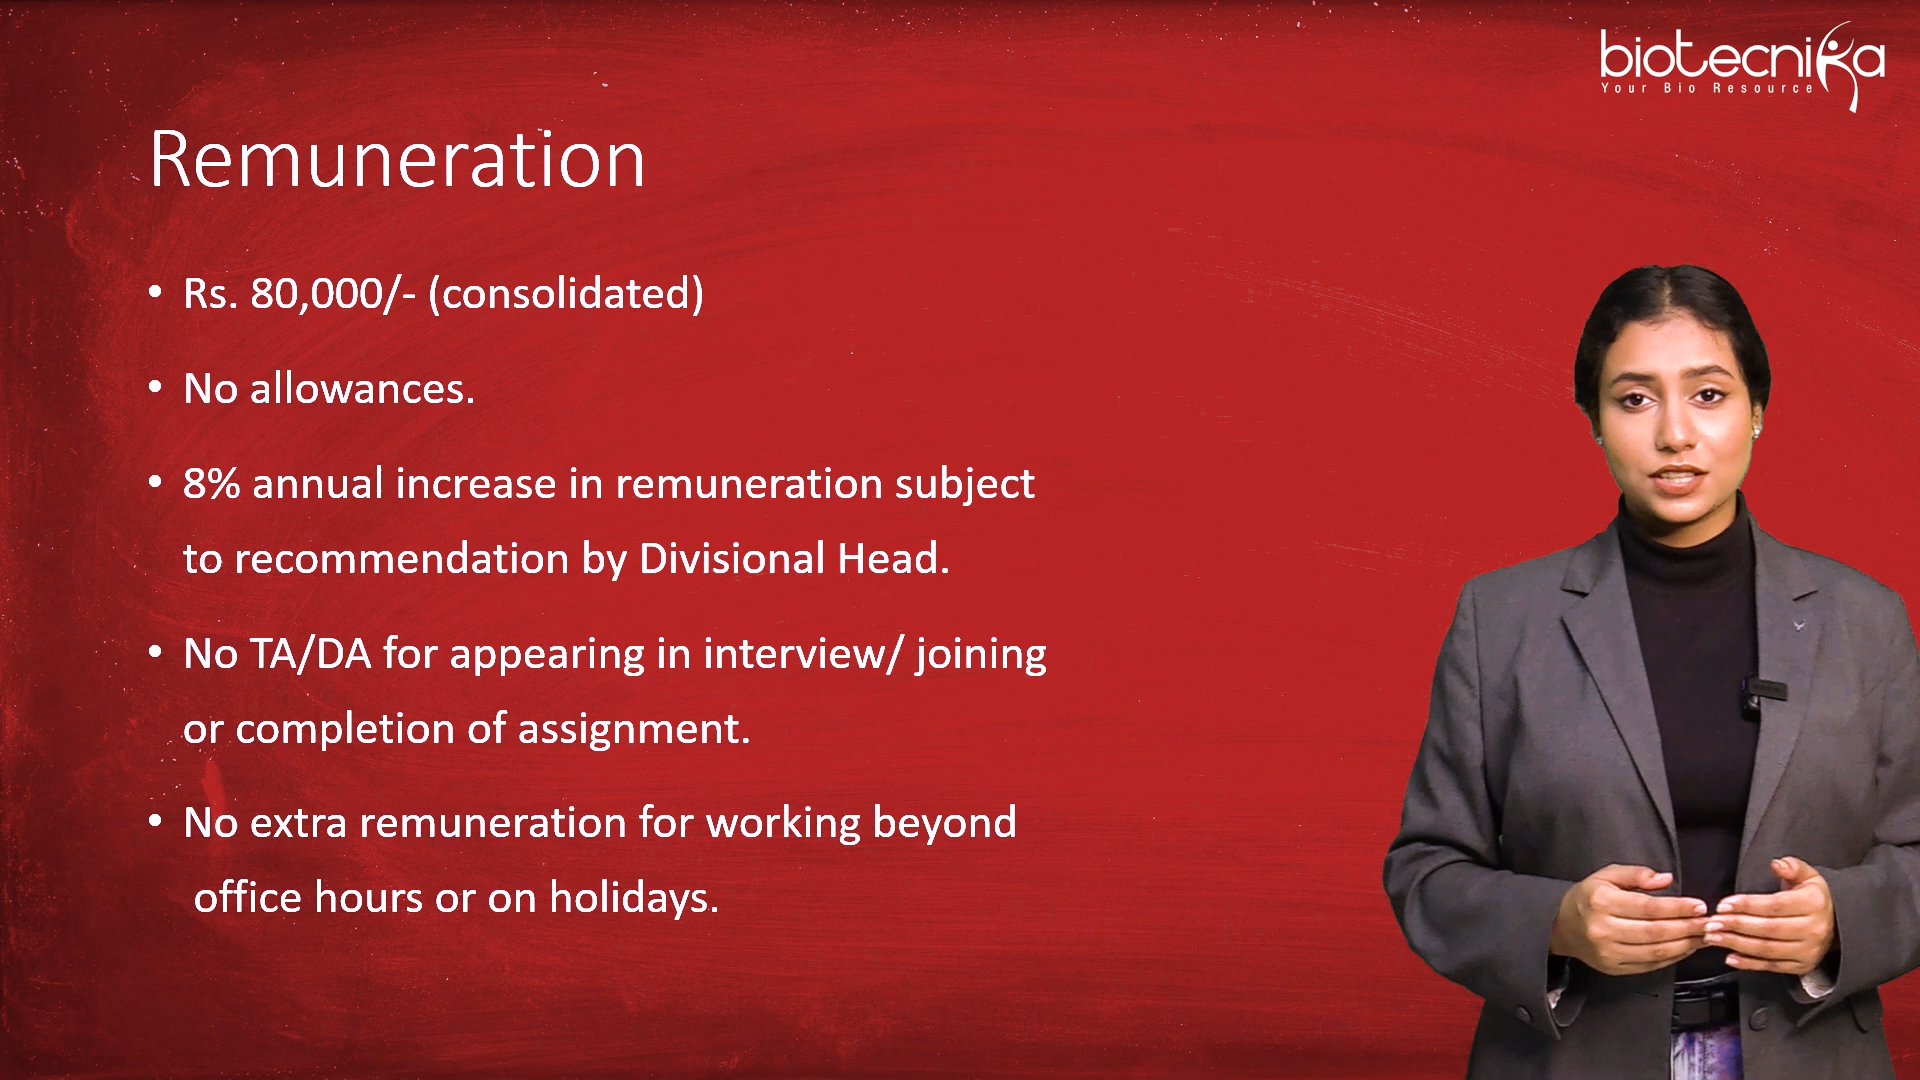 biotecnika
Your Bio Resource
Remuneration
• Rs. 80,000/- (consolidated)
• No allowances.
• 8% annual increase in remuneration subject
to recommendation by Divisional Head.
• No TA/DA for appearing in interview/ joining
or completion of assignment.
• No extra remuneration for working beyond
office hours or on holidays.